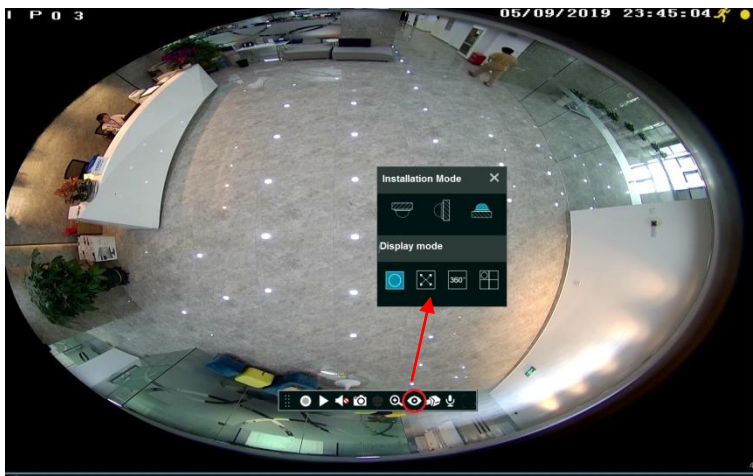 I P 0 3
05/09/2019 23:45:04
Installation Mode
Display mode
360°